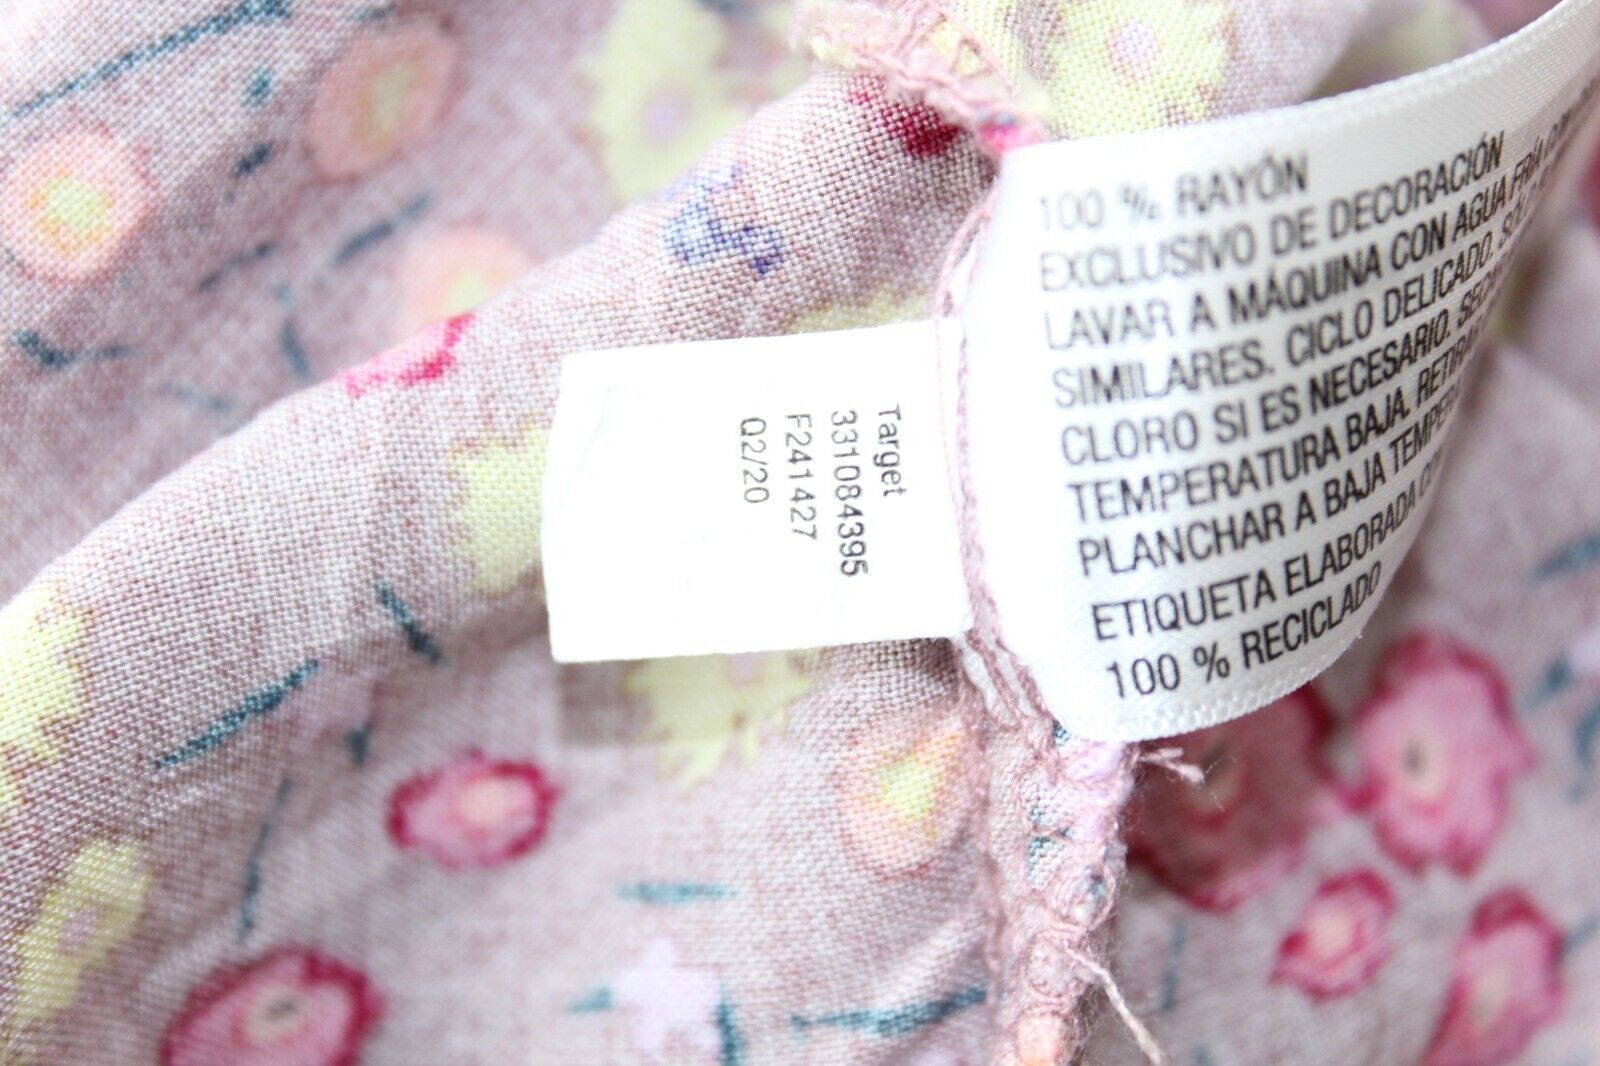 Target
331084395
F241427
Q2/20
100 % RAYÓN
EXCLUSIVO DE DECORACIÓN
LAVAR A MÁQUINA CON AGUA FRÍA
SIMILARES. CICLO DELICADO.
CLORO SI ES NECESARIO.
TEMPERATURA BAJA.
PLANCHAR A BAJA
ETIQUETA ELABORADA
100 % RECICLADO